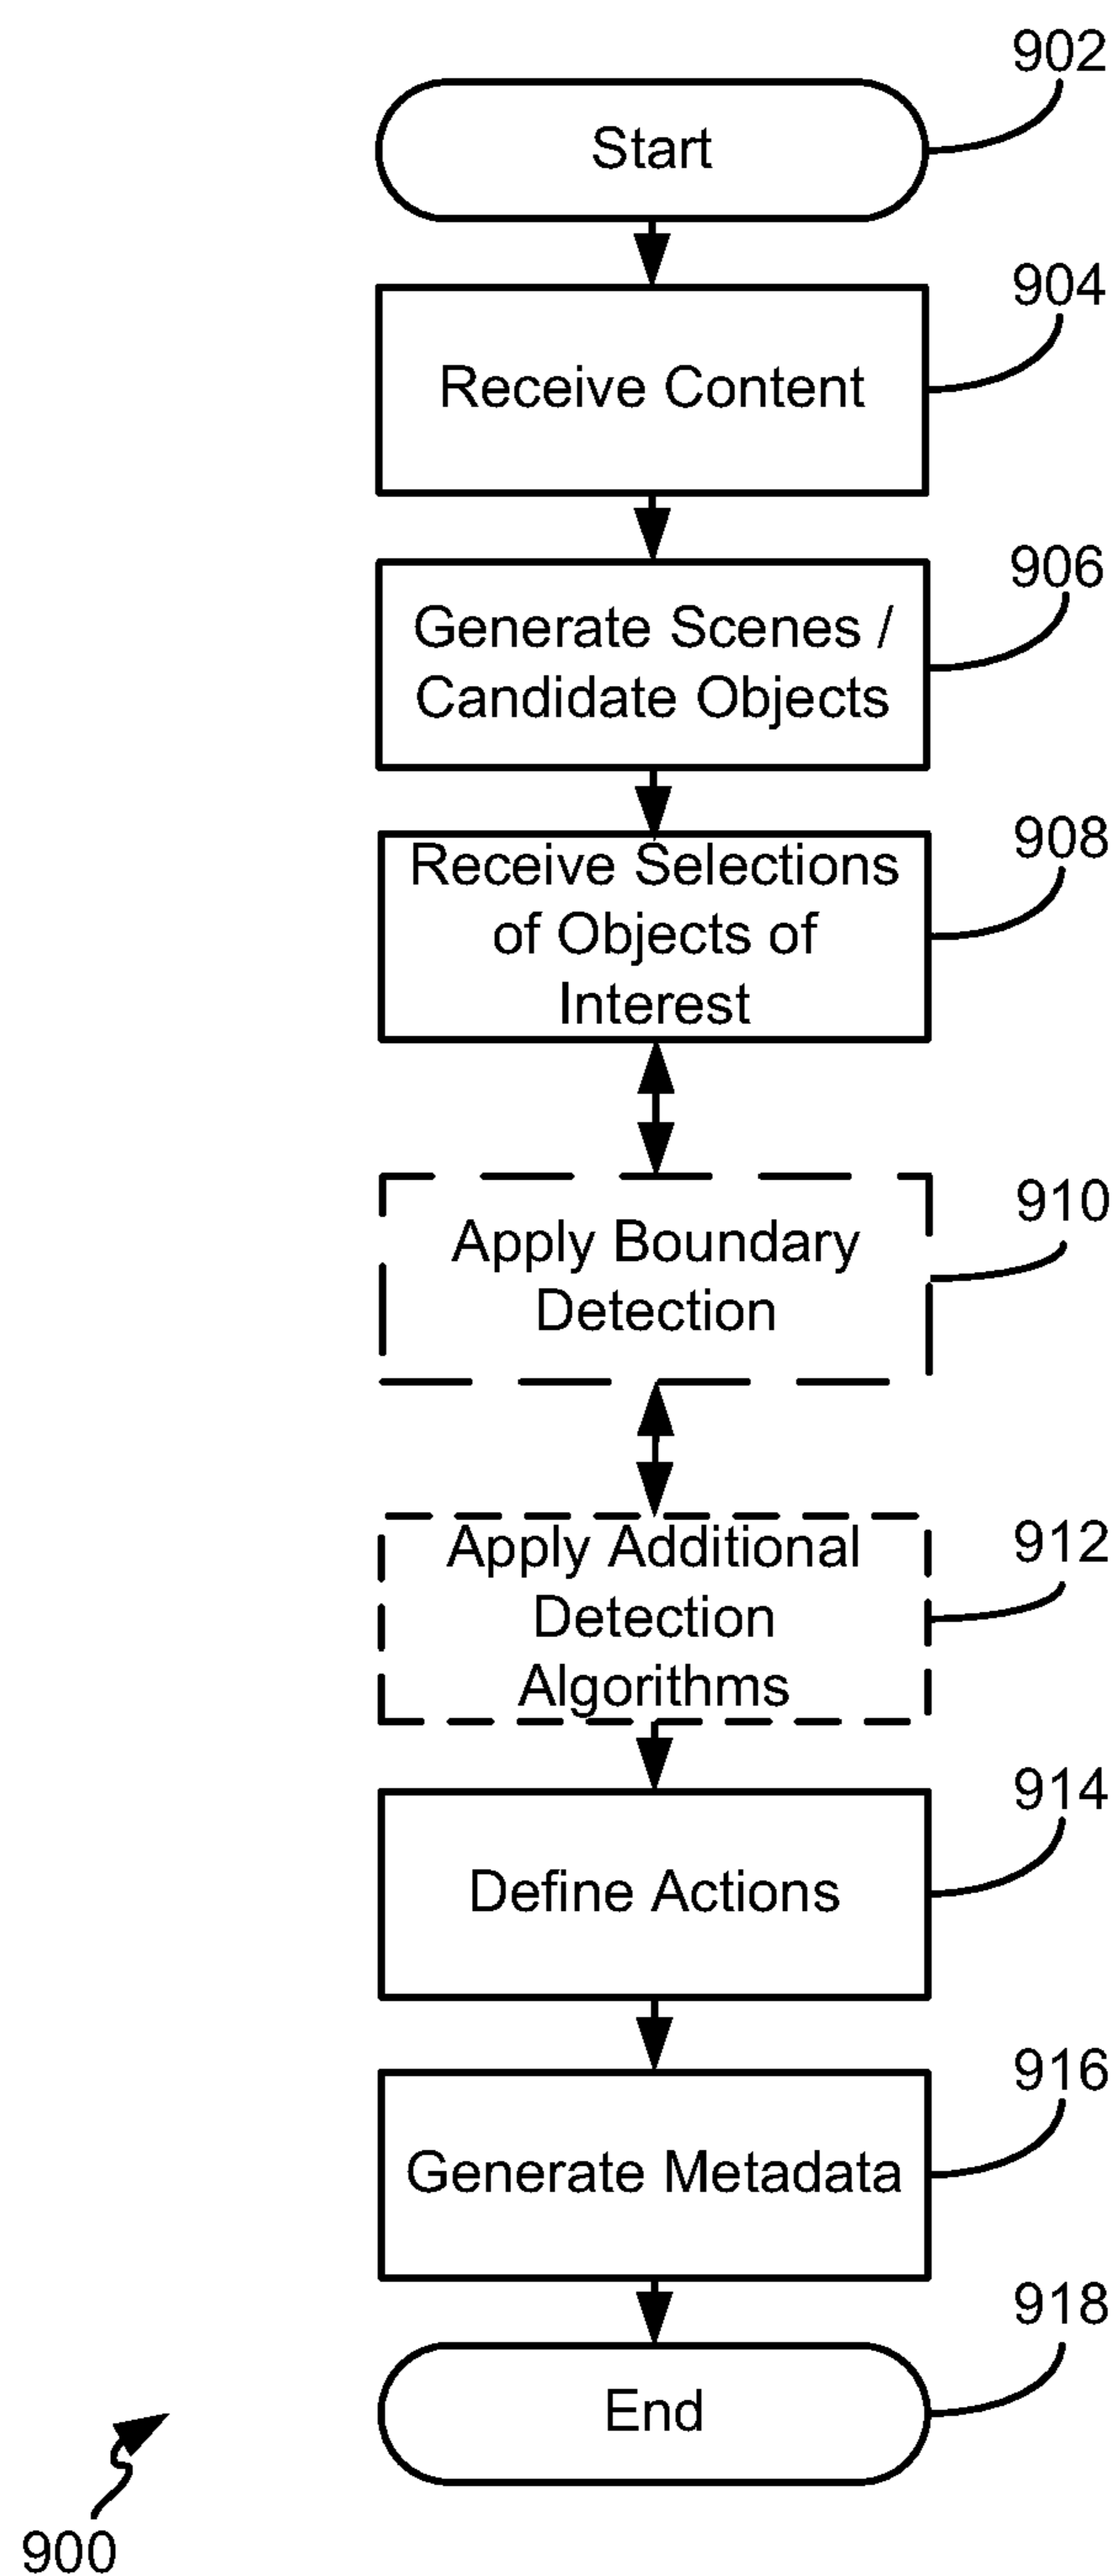 902
Start
904
Receive Content
906
Generate Scenes /
Candidate Objects
908
Receive Selections
of Objects of
Interest
910
Apply Boundary
Detection
912
Apply Additional
Detection
Algorithms
914
Define Actions
916
Generate Metadata
918
End
900